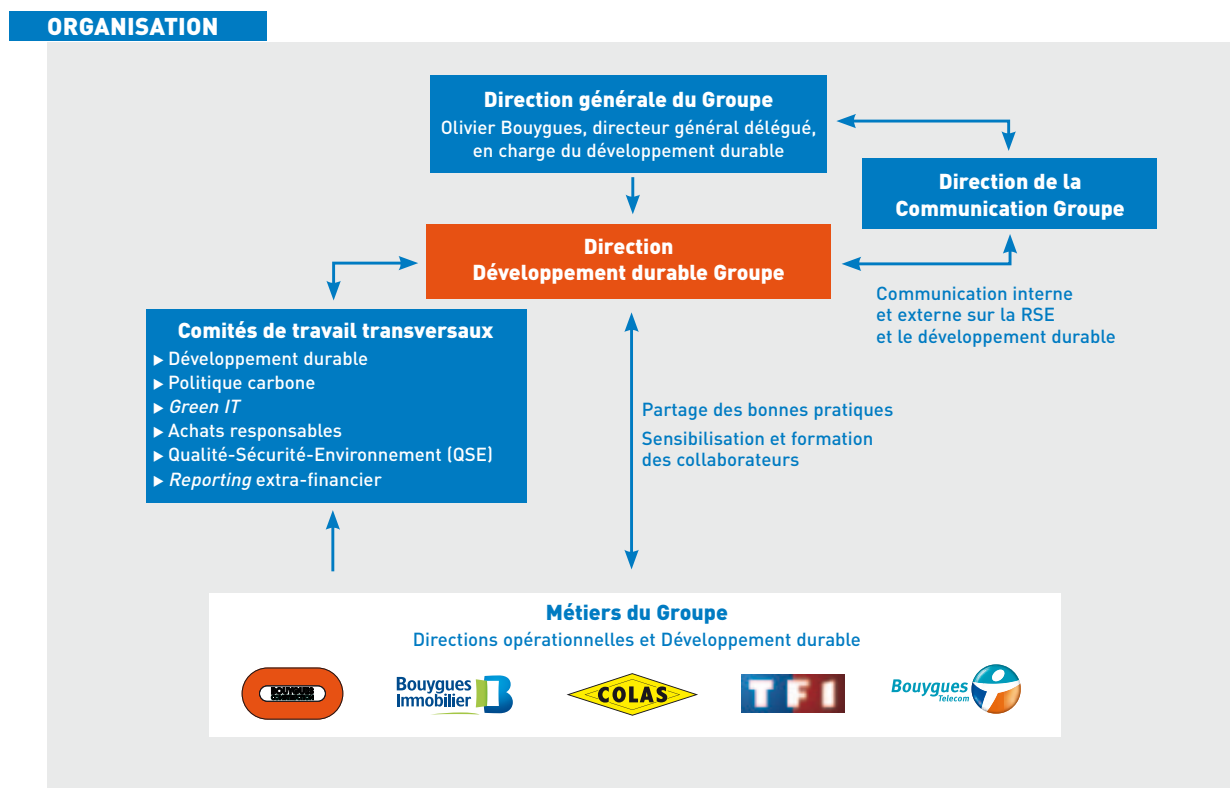 ORGANISATION
Direction générale du Groupe
Olivier Bouygues, directeur général délégué,
en charge du développement durable
Direction de la
Communication Groupe
Direction
Développement durable Groupe
Communication interne
et externe sur la RSE
et le développement durable
Comités de travail transversaux
▶ Développement durable
▶ Politique carbone
▶ Green IT
▶ Achats responsables
▶ Qualité-Sécurité-Environnement (QSE)
▶ Reporting extra-financier
Partage des bonnes pratiques
Sensibilisation et formation
des collaborateurs
Métiers du Groupe
Directions opérationnelles et Développement durable
BOUYGUES
CONSTRUCTION
Bouygues
Immobilier
COLAS
TF1
Bouygues
Telecom